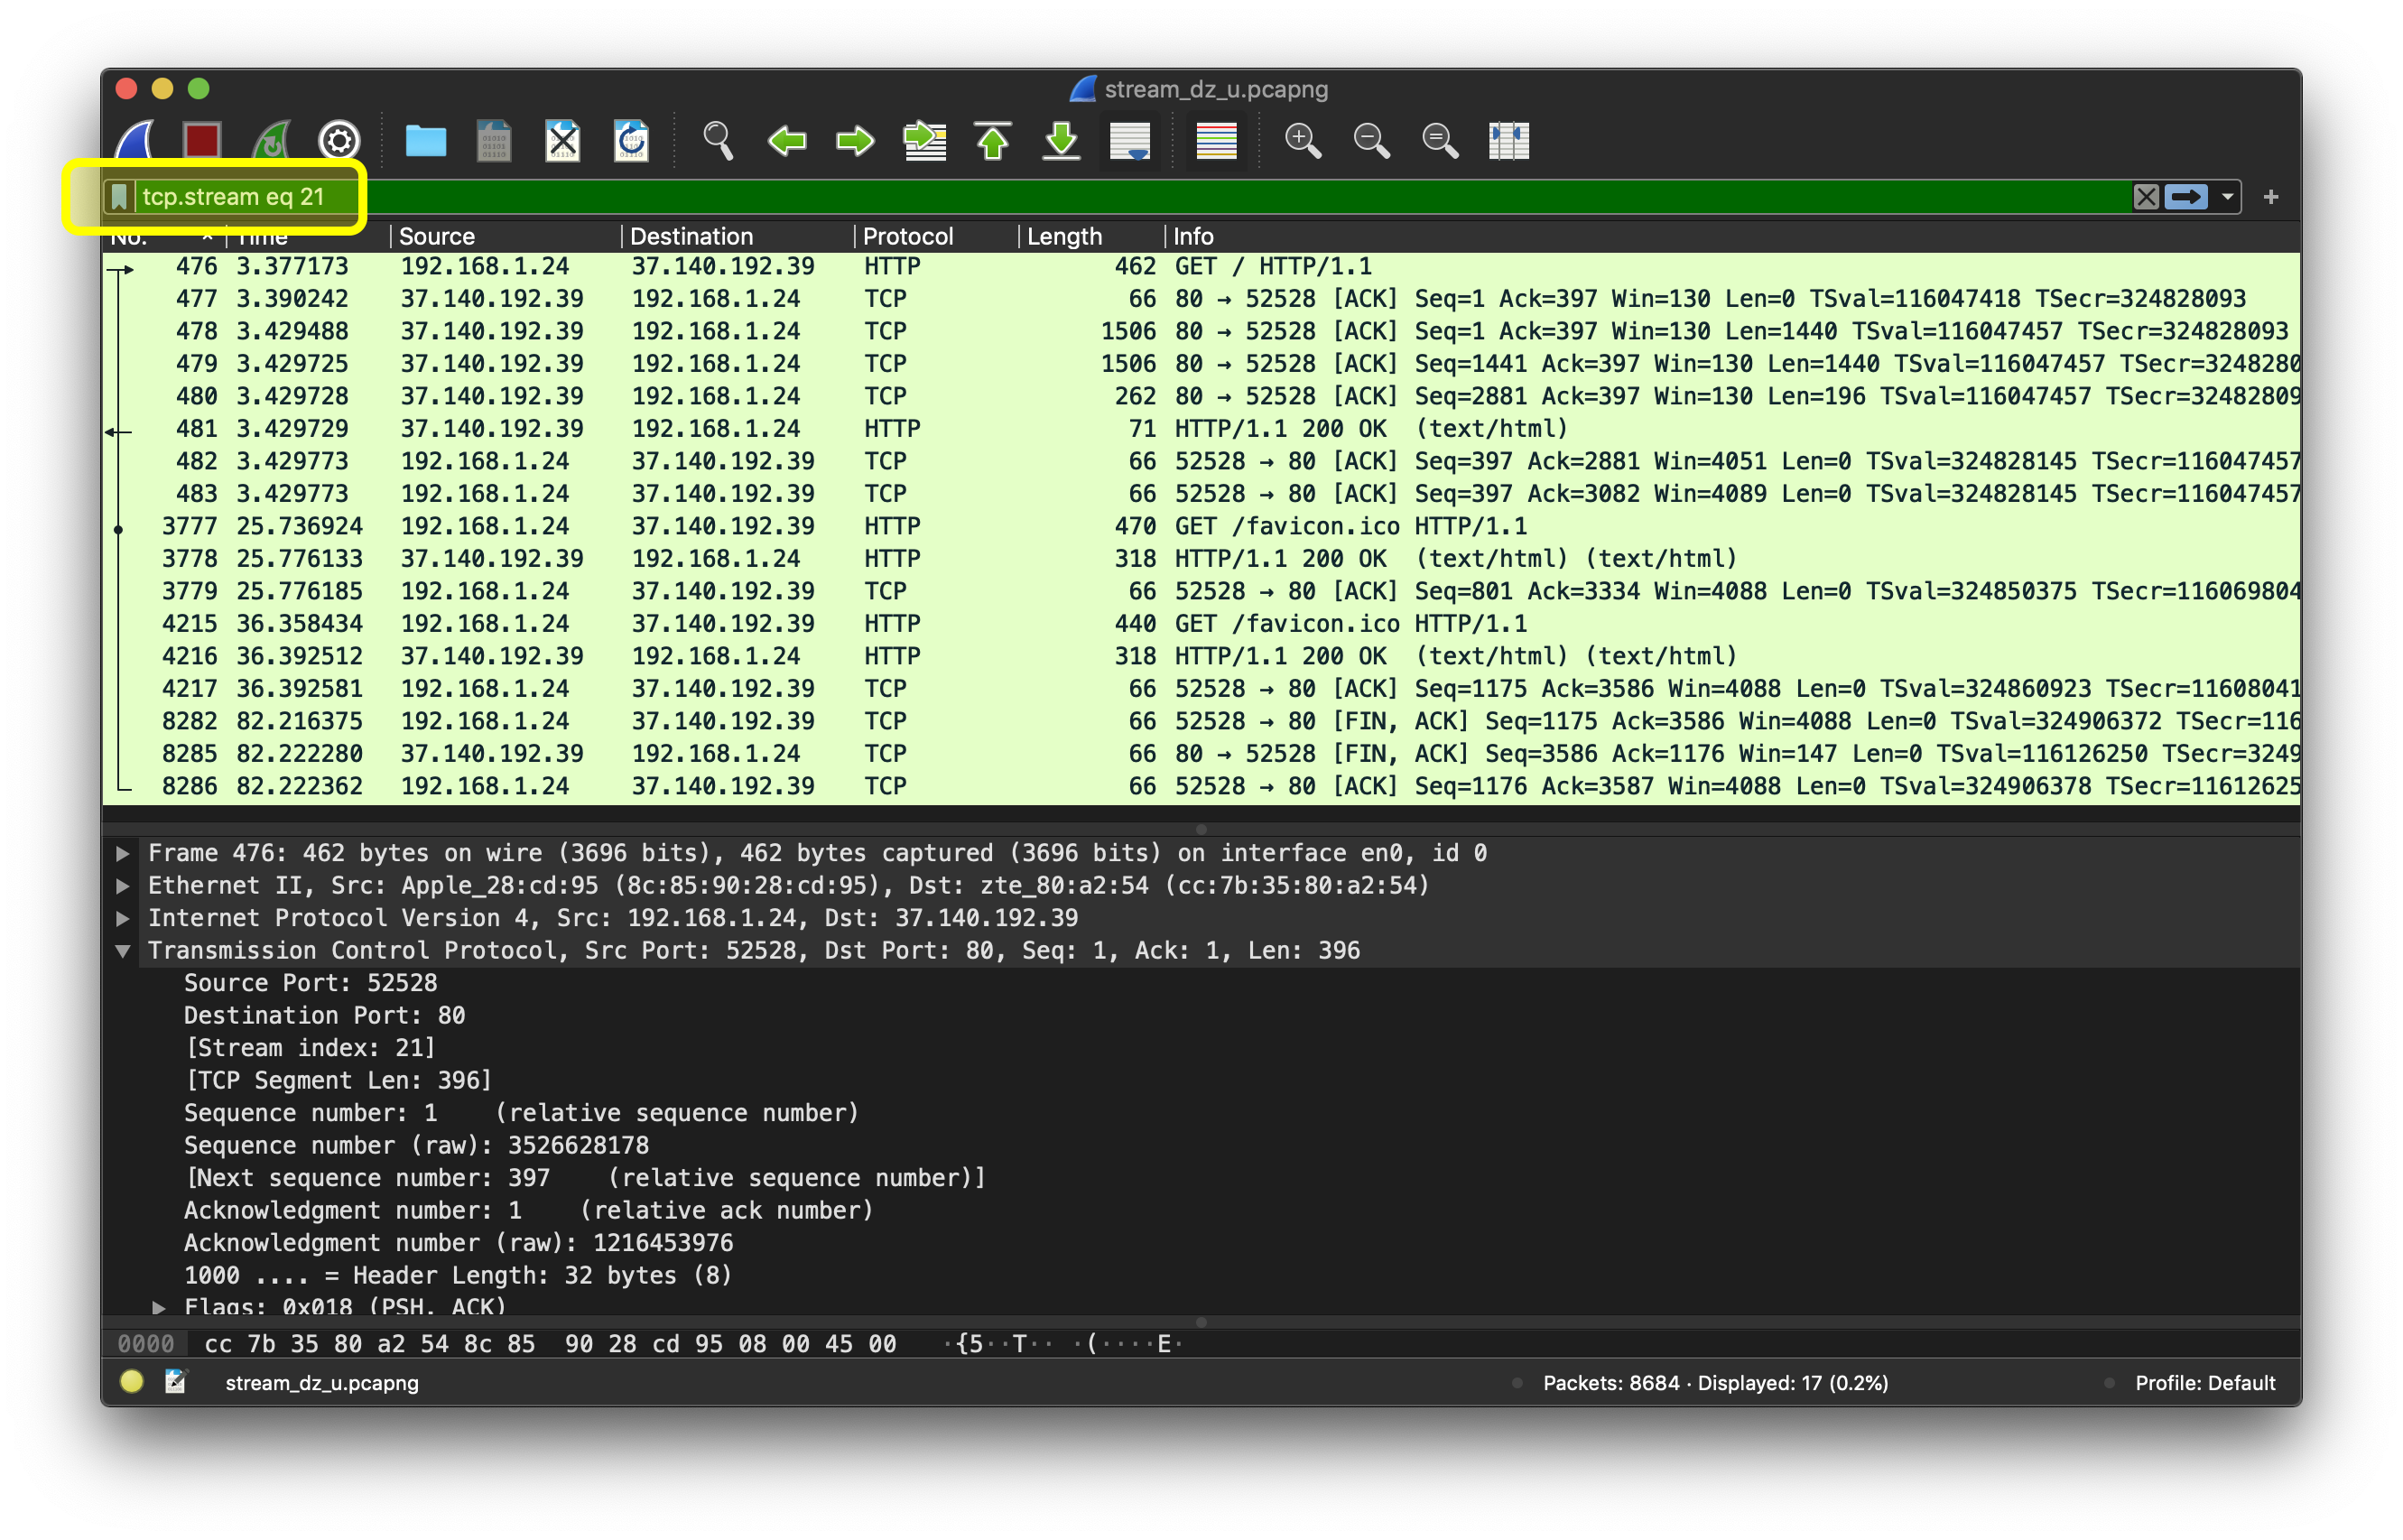 stream_dz_u.pcapng
tcp.stream eq 21
No. Time Source Destination Protocol Length Info
476 3.377173 192.168.1.24 37.140.192.39 HTTP 462 GET / HTTP/1.1
477 3.390242 37.140.192.39 192.168.1.24 TCP 66 80 → 52528 [ACK] Seq=1 Ack=397 Win=130 Len=0 TSval=116047418 TSecr=324828093
478 3.429488 37.140.192.39 192.168.1.24 TCP 1506 80 → 52528 [ACK] Seq=1 Ack=397 Win=130 Len=1440 TSval=116047457 TSecr=324828093
479 3.429725 37.140.192.39 192.168.1.24 TCP 1506 80 → 52528 [ACK] Seq=1441 Ack=397 Win=130 Len=1440 TSval=116047457 TSecr=3248280
480 3.429728 37.140.192.39 192.168.1.24 TCP 262 80 → 52528 [ACK] Seq=2881 Ack=397 Win=130 Len=196 TSval=116047457 TSecr=32482809
481 3.429729 37.140.192.39 192.168.1.24 HTTP 71 HTTP/1.1 200 OK (text/html)
482 3.429773 192.168.1.24 37.140.192.39 TCP 66 52528 → 80 [ACK] Seq=397 Ack=2881 Win=4051 Len=0 TSval=324828145 TSecr=116047457
483 3.429773 192.168.1.24 37.140.192.39 TCP 66 52528 → 80 [ACK] Seq=397 Ack=3082 Win=4089 Len=0 TSval=324828145 TSecr=116047457
3777 25.736924 192.168.1.24 37.140.192.39 HTTP 470 GET /favicon.ico HTTP/1.1
3778 25.776133 37.140.192.39 192.168.1.24 HTTP 318 HTTP/1.1 200 OK (text/html) (text/html)
3779 25.776185 192.168.1.24 37.140.192.39 TCP 66 52528 → 80 [ACK] Seq=801 Ack=3334 Win=4088 Len=0 TSval=324850375 TSecr=116069804
4215 36.358434 192.168.1.24 37.140.192.39 HTTP 440 GET /favicon.ico HTTP/1.1
4216 36.392512 37.140.192.39 192.168.1.24 HTTP 318 HTTP/1.1 200 OK (text/html) (text/html)
4217 36.392581 192.168.1.24 37.140.192.39 TCP 66 52528 → 80 [ACK] Seq=1175 Ack=3586 Win=4088 Len=0 TSval=324860923 TSecr=11608041
8282 82.216375 192.168.1.24 37.140.192.39 TCP 66 52528 → 80 [FIN, ACK] Seq=1175 Ack=3586 Win=4088 Len=0 TSval=324906372 TSecr=116
8285 82.222280 37.140.192.39 192.168.1.24 TCP 66 80 → 52528 [FIN, ACK] Seq=3586 Ack=1176 Win=147 Len=0 TSval=116126250 TSecr=3249
8286 82.222362 192.168.1.24 37.140.192.39 TCP 66 52528 → 80 [ACK] Seq=1176 Ack=3587 Win=4088 Len=0 TSval=324906378 TSecr=11612625
Frame 476: 462 bytes on wire (3696 bits), 462 bytes captured (3696 bits) on interface en0, id 0
Ethernet II, Src: Apple_28:cd:95 (8c:85:90:28:cd:95), Dst: zte_80:a2:54 (cc:7b:35:80:a2:54)
Internet Protocol Version 4, Src: 192.168.1.24, Dst: 37.140.192.39
Transmission Control Protocol, Src Port: 52528, Dst Port: 80, Seq: 1, Ack: 1, Len: 396
Source Port: 52528
Destination Port: 80
[Stream index: 21]
[TCP Segment Len: 396]
Sequence number: 1 (relative sequence number)
Sequence number (raw): 3526628178
[Next sequence number: 397 (relative sequence number)]
Acknowledgment number: 1 (relative ack number)
Acknowledgment number (raw): 1216453976
1000 .... = Header Length: 32 bytes (8)
Flags: 0x018 (PSH, ACK)
0000 cc 7b 35 80 a2 54 8c 85 90 28 cd 95 08 00 45 00 ·{5··T·· ·(····E·
stream_dz_u.pcapng Packets: 8684 · Displayed: 17 (0.2%) Profile: Default